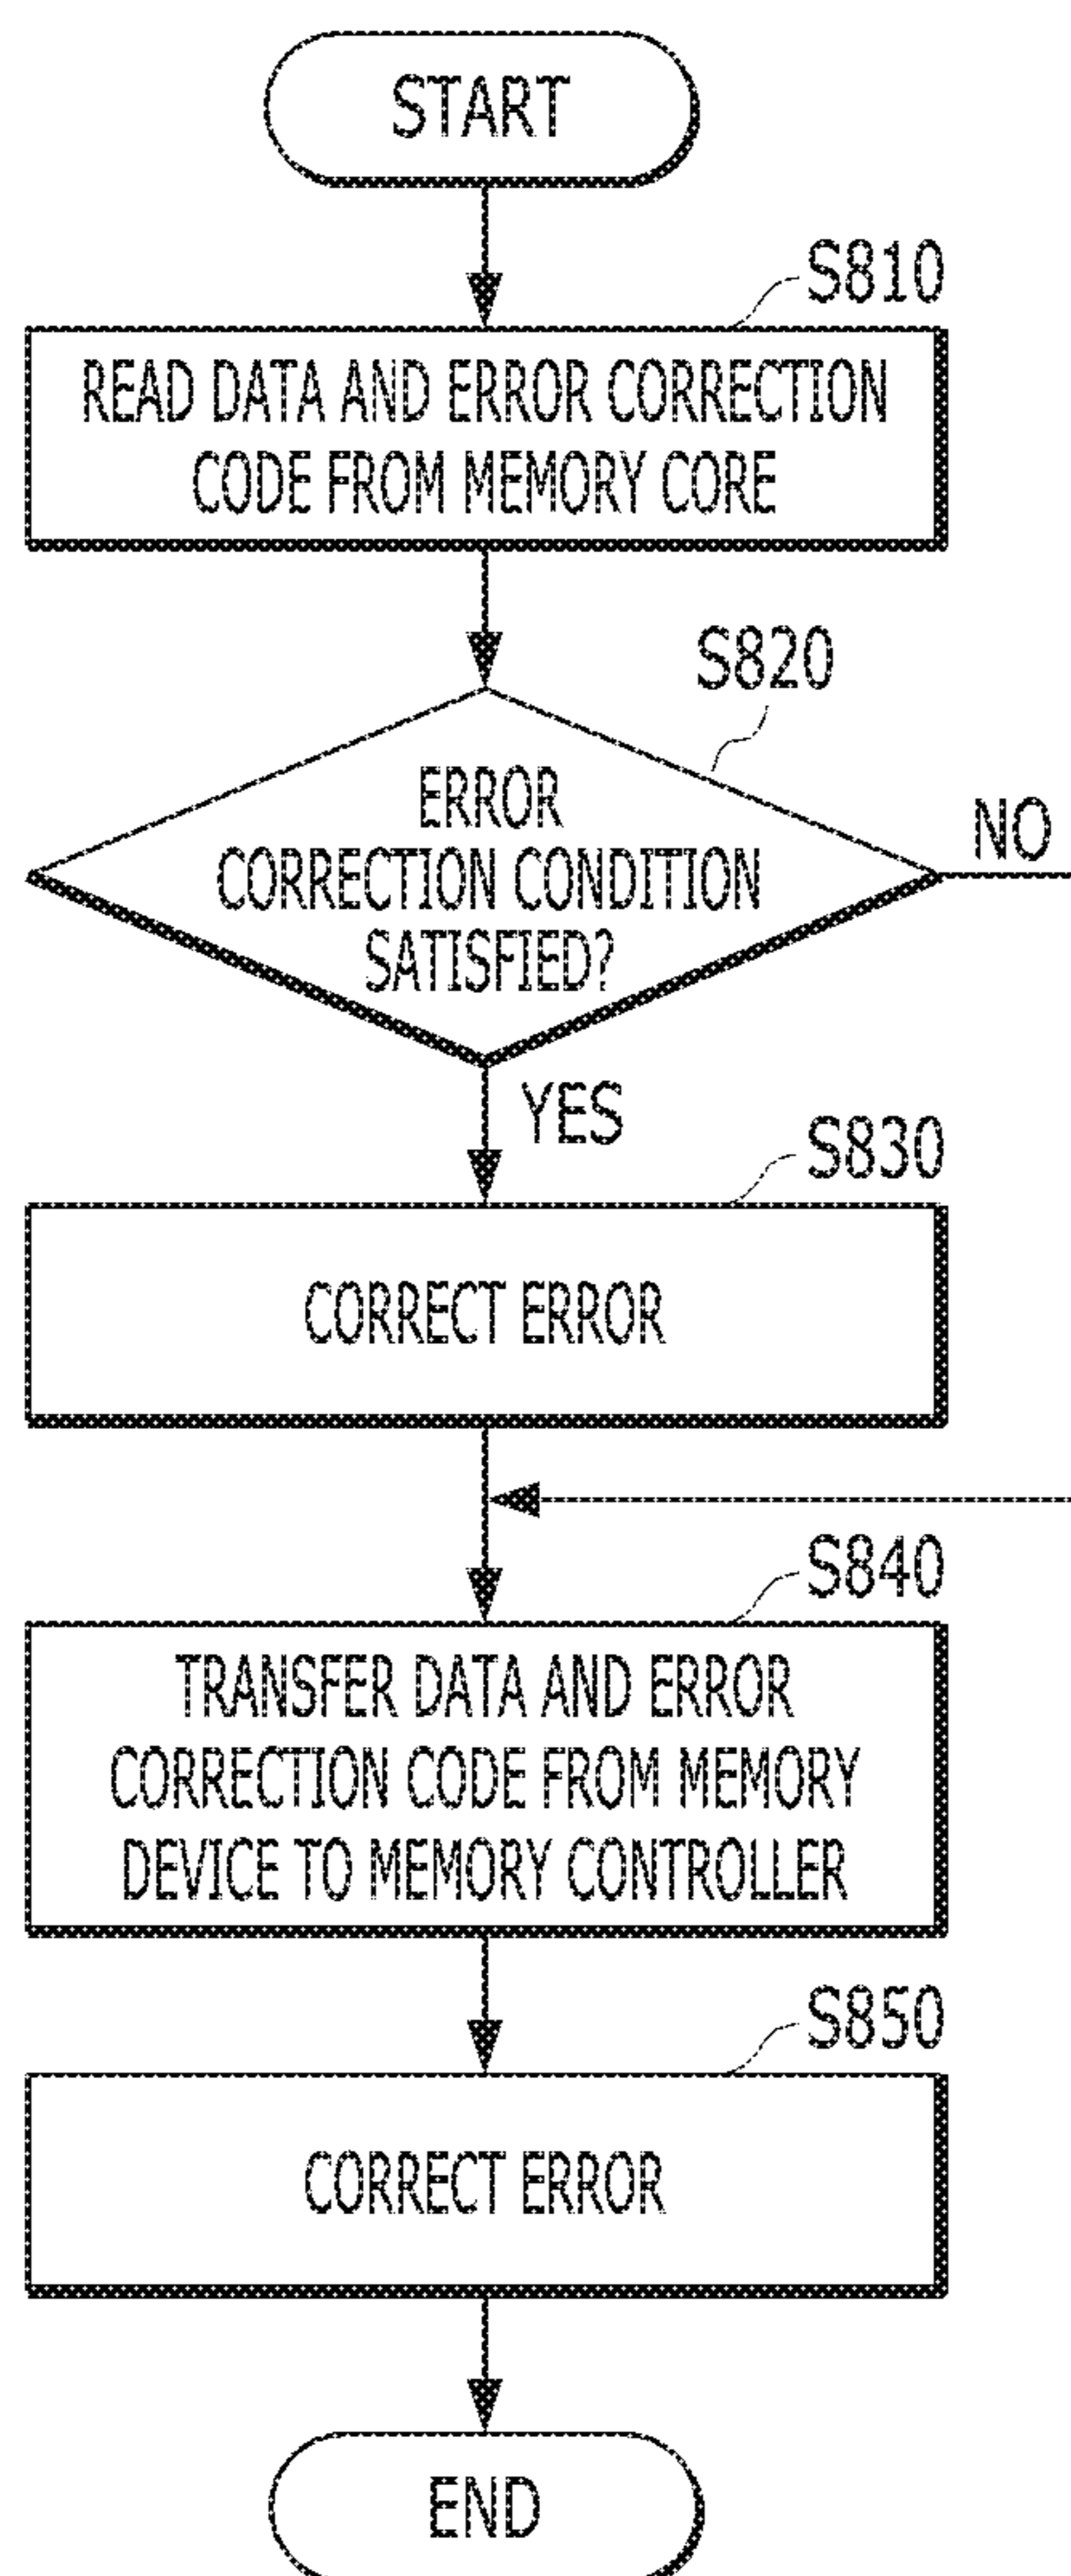 START
S810
READ DATA AND ERROR CORRECTION
CODE FROM MEMORY CORE
S820
ERROR
CORRECTION CONDITION
SATISFIED?
NO
YES
S830
CORRECT ERROR
S840
TRANSFER DATA AND ERROR
CORRECTION CODE FROM MEMORY
DEVICE TO MEMORY CONTROLLER
S850
CORRECT ERROR
END